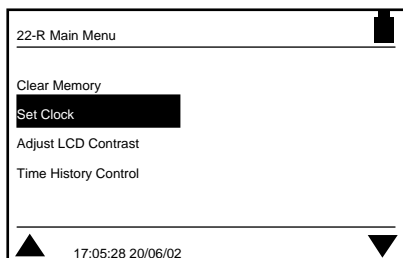 22-R Main Menu
Clear Memory
Set Clock
Adjust LCD Contrast
Time History Control
17:05:28 20/06/02